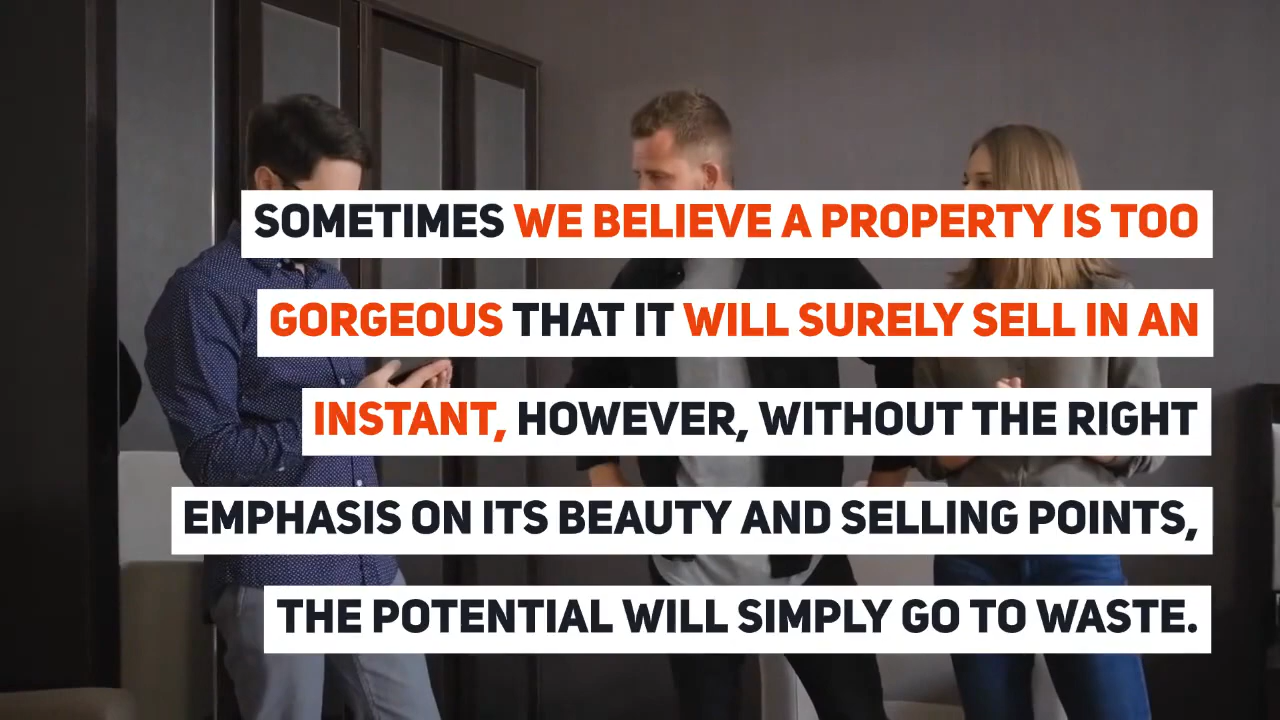 SOMETIMES WE BELIEVE A PROPERTY IS TOO
GORGEOUS THAT IT WILL SURELY SELL IN AN
INSTANT, HOWEVER, WITHOUT THE RIGHT
EMPHASIS ON ITS BEAUTY AND SELLING POINTS,
THE POTENTIAL WILL SIMPLY GO TO WASTE.